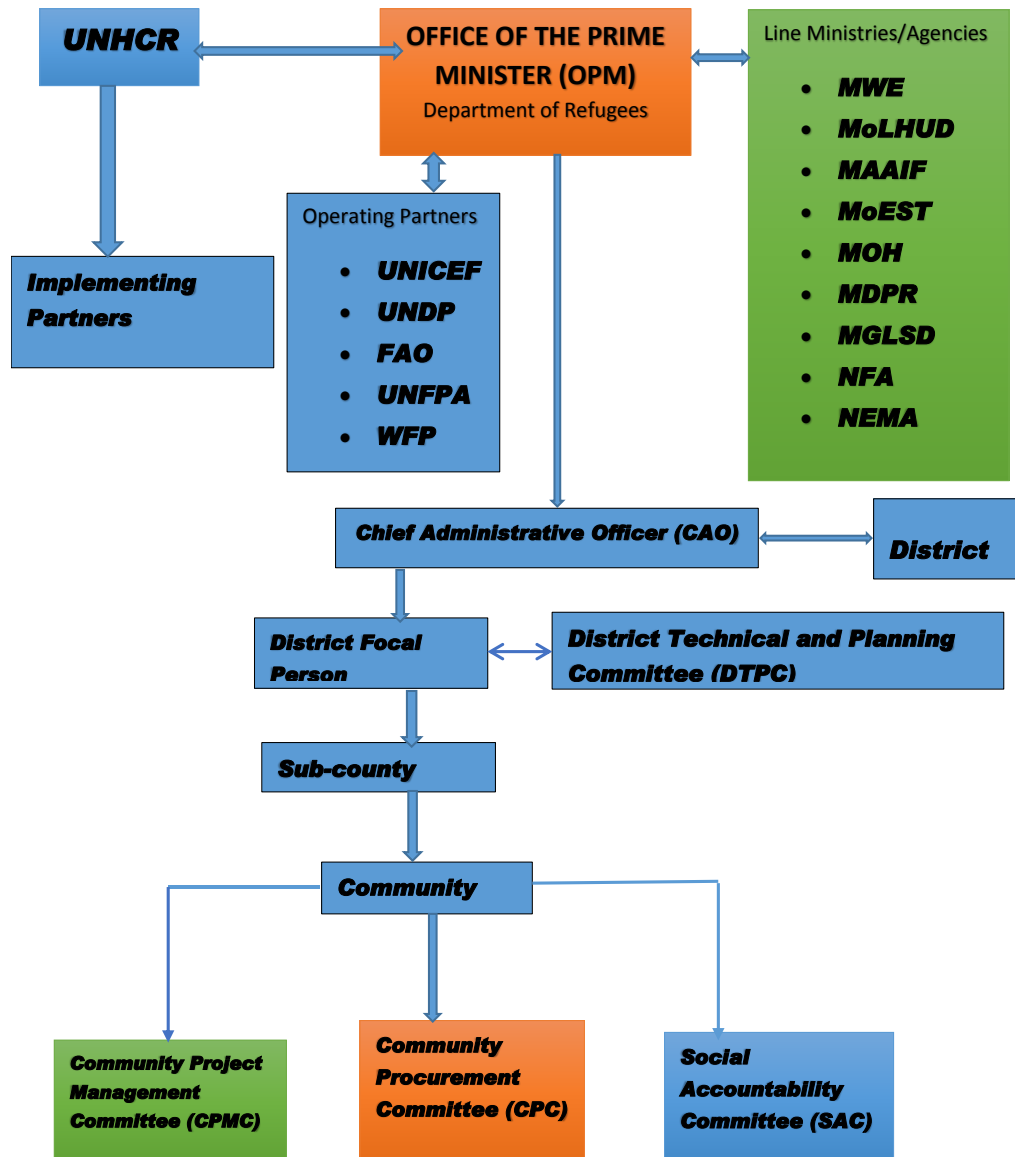 UNHCR
OFFICE OF THE PRIME
MINISTER (OPM)
Department of Refugees
Line Ministries/Agencies
• MWE
• MoLHUD
• MAAIF
• MoEST
• MOH
• MDPR
• MGLSD
• NFA
• NEMA
Operating Partners
• UNICEF
• UNDP
• FAO
• UNFPA
• WFP
Implementing
Partners
Chief Administrative Officer (CAO)
District
District Focal
Person
District Technical and Planning
Committee (DTPC)
Sub-county
Community
Community Project
Management
Committee (CPMC)
Community
Procurement
Committee (CPC)
Social
Accountability
Committee (SAC)